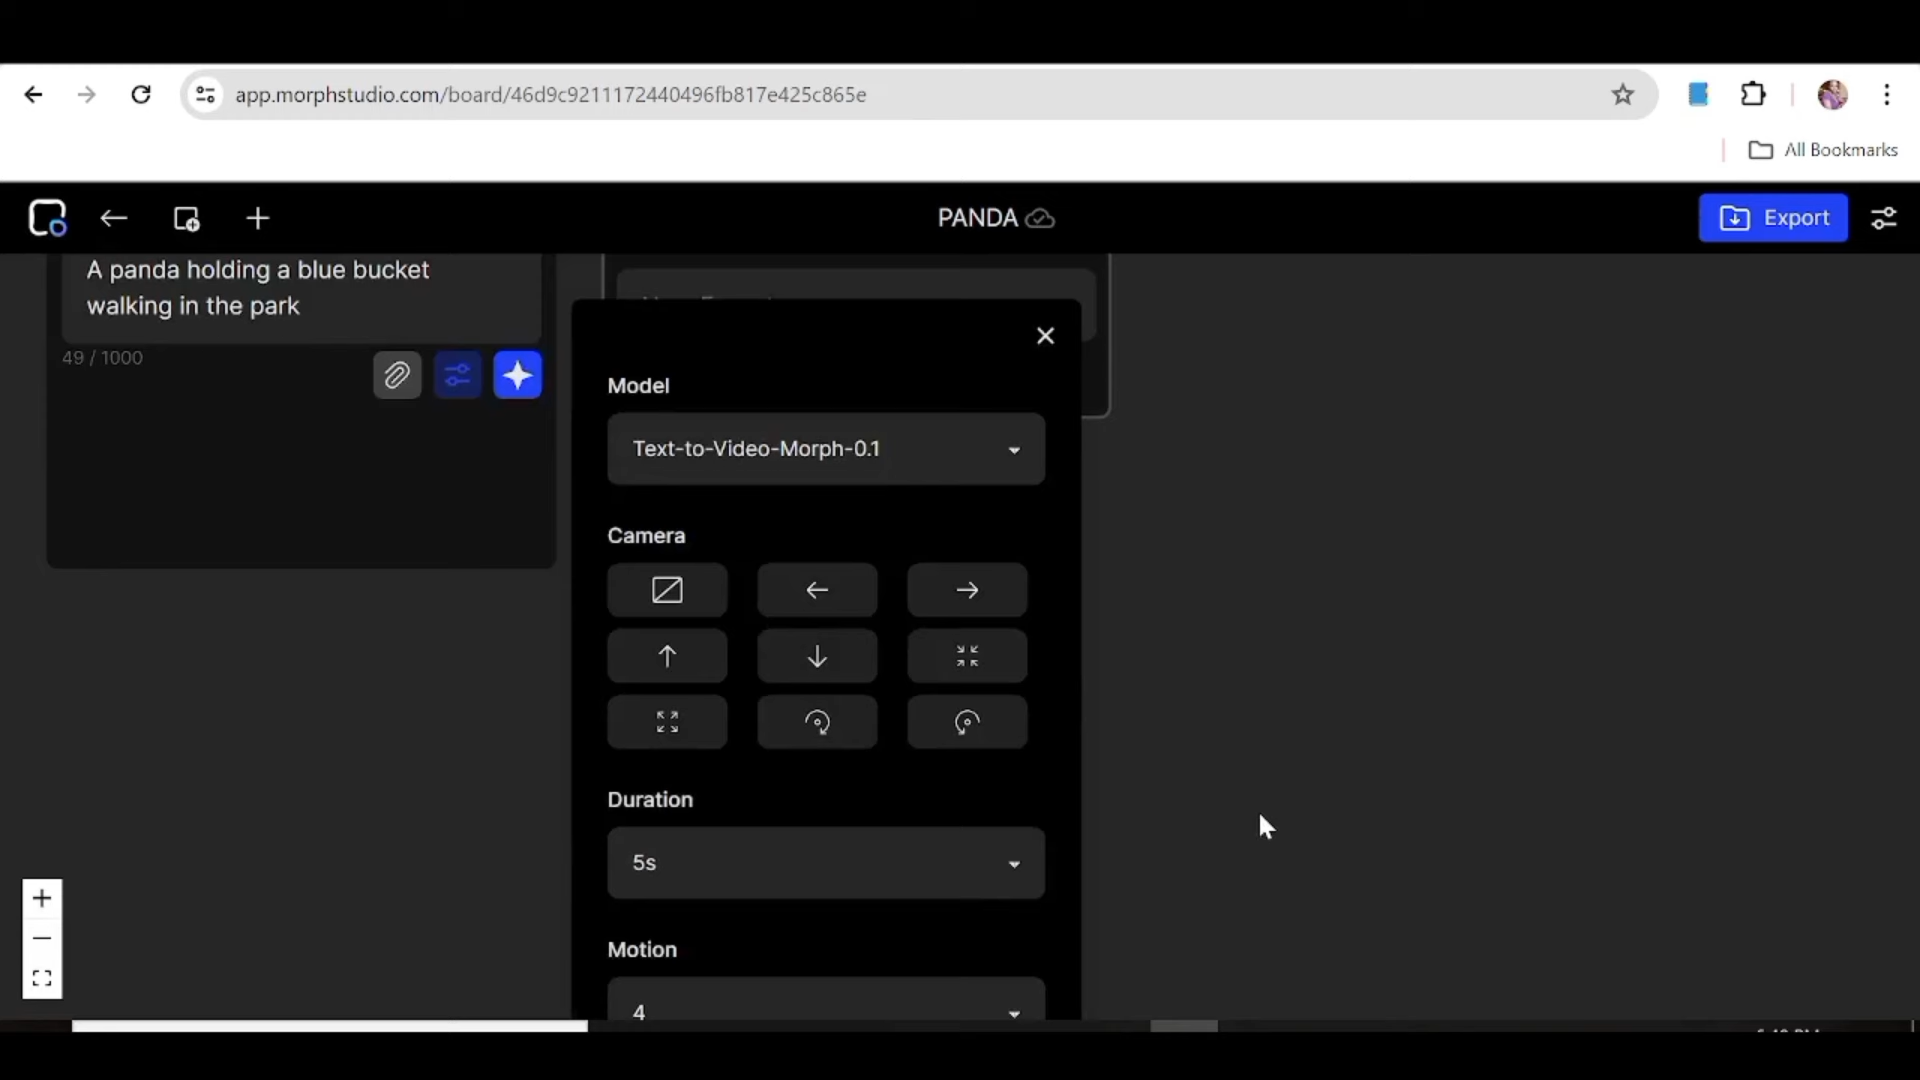 app.morphstudio.com/board/46d9c9211172440496fb817e425c865e
All Bookmarks
PANDA
Export
A panda holding a blue bucket
walking in the park
49 / 1000
Model
Text-to-Video-Morph-0.1
Camera
Duration
5s
Motion
4